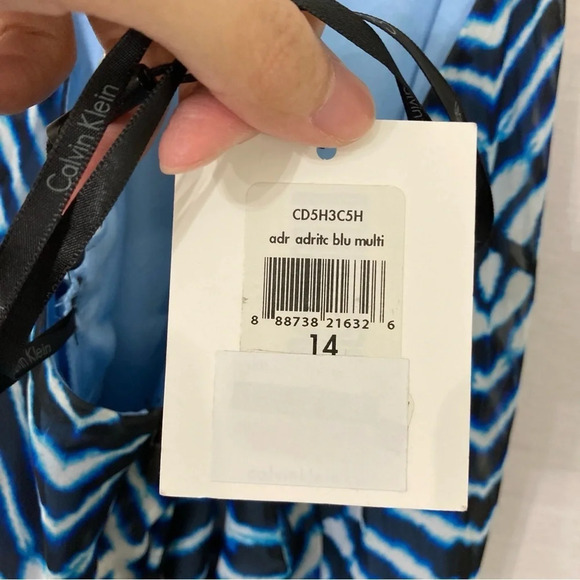 Calvin Klein
CD5H3C5H
adr adritc blu multi
8 88738 21632 6
14